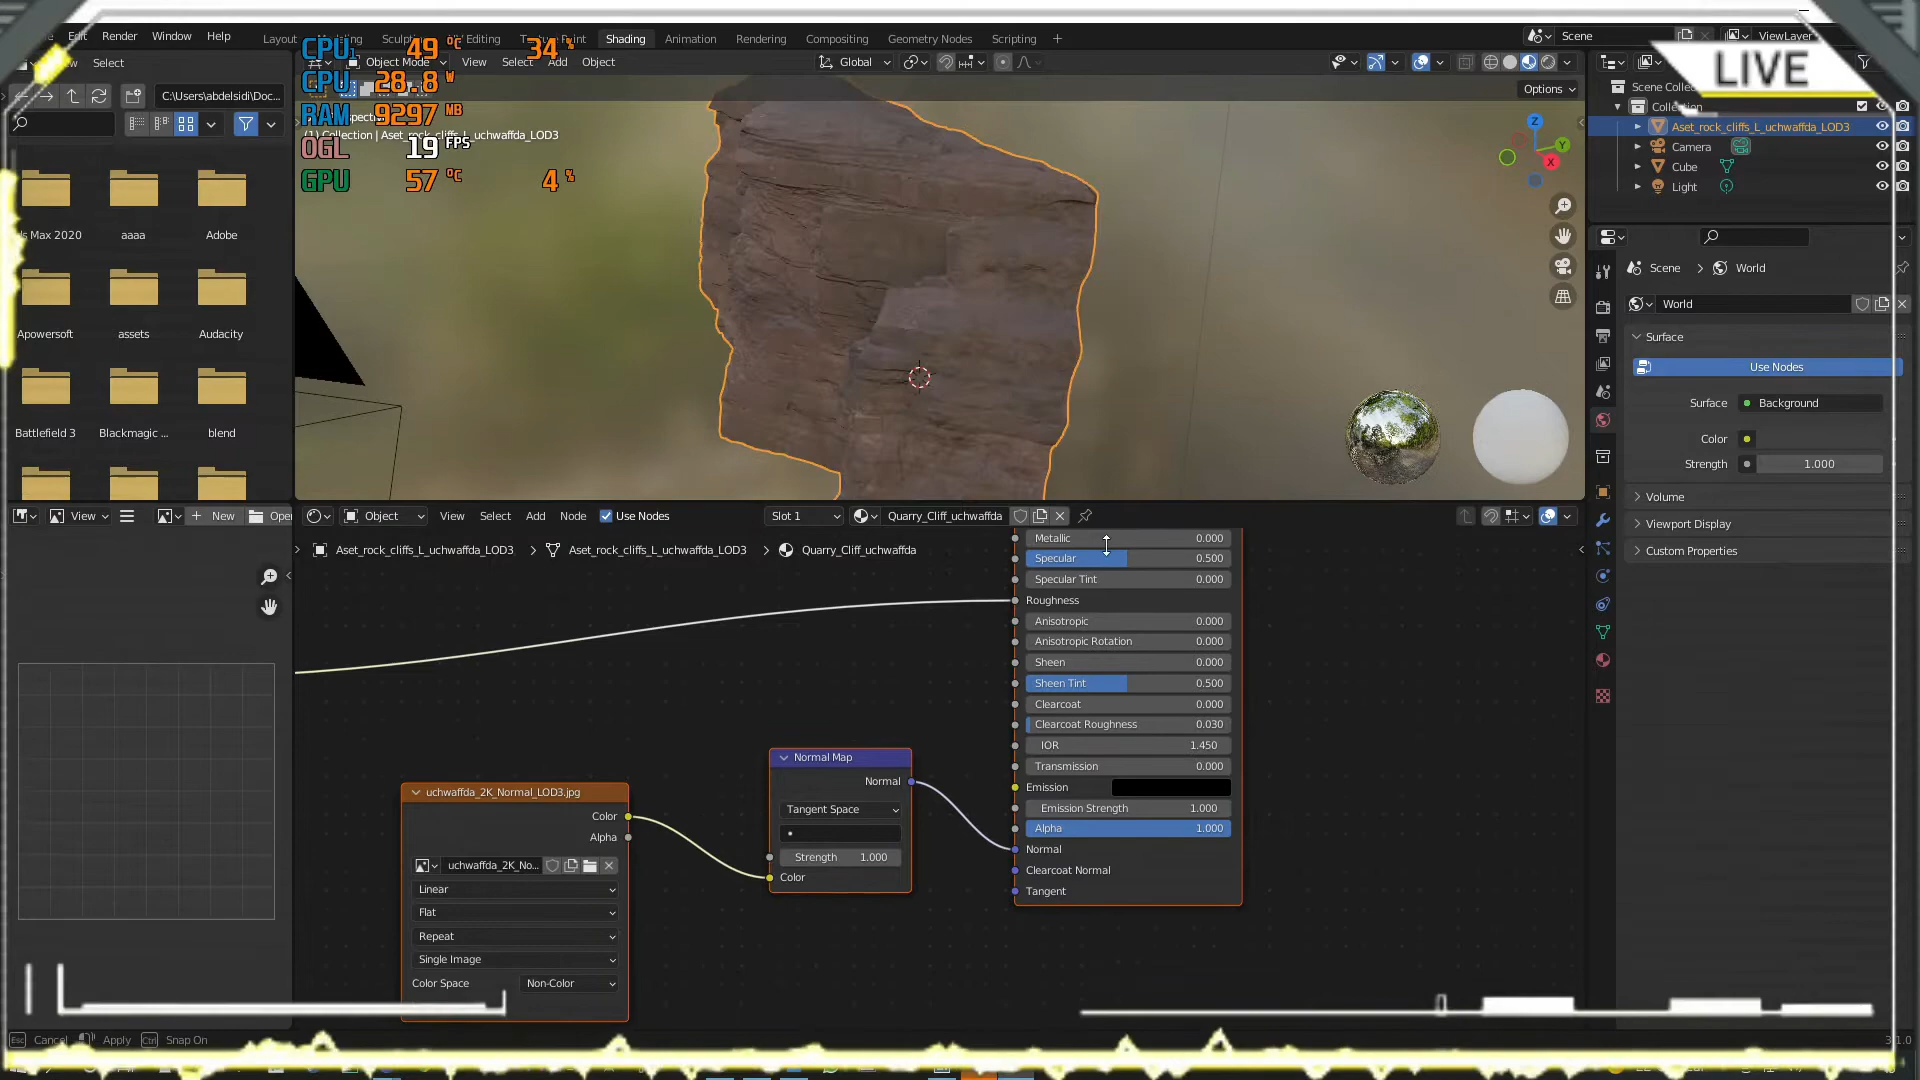 Edit Render Window Help
Layout
UV Editing
Shading Animation Rendering Compositing Geometry Nodes Scripting +
Scene
ViewLayer
LIVE
CPU 49 °C 34 %
CPU 28.8 W
RAM 9297 MB
OGL 19 FPS
GPU 57 °C 4 %
Select
Object Mode View Select Add Object
Global
Options
C:\Users\abdelsidi\Doc...
(1) Collection | Aset_rock_cliffs_L_uchwaffda_LOD3
Z
Y
X
Collection
Aset_rock_cliffs_L_uchwaffda_LOD3
Camera
Cube
Light
Scene > World
World
Surface
Use Nodes
Surface Background
Color
Strength 1.000
Volume
Viewport Display
Custom Properties
ds Max 2020 aaaa Adobe
Apowersoft assets Audacity
Battlefield 3 Blackmagic ... blend
View New Oper
Object View Select Add Node Use Nodes
Slot 1
Quarry_Cliff_uchwaffda
Aset_rock_cliffs_L_uchwaffda_LOD3 > Aset_rock_cliffs_L_uchwaffda_LOD3 > Quarry_Cliff_uchwaffda
Metallic 0.000
Specular 0.500
Specular Tint 0.000
Roughness
Anisotropic 0.000
Anisotropic Rotation 0.000
Sheen 0.000
Sheen Tint 0.500
Clearcoat 0.000
Clearcoat Roughness 0.030
IOR 1.450
Transmission 0.000
Emission
Emission Strength 1.000
Alpha 1.000
Normal
Clearcoat Normal
Tangent
Normal Map
Normal
Tangent Space
Strength 1.000
Color
uchwaffda_2K_Normal_LOD3.jpg
Color
Alpha
uchwaffda_2K_No...
Linear
Flat
Repeat
Single Image
Color Space Non-Color
Esc Cancel Apply Ctrl Snap On